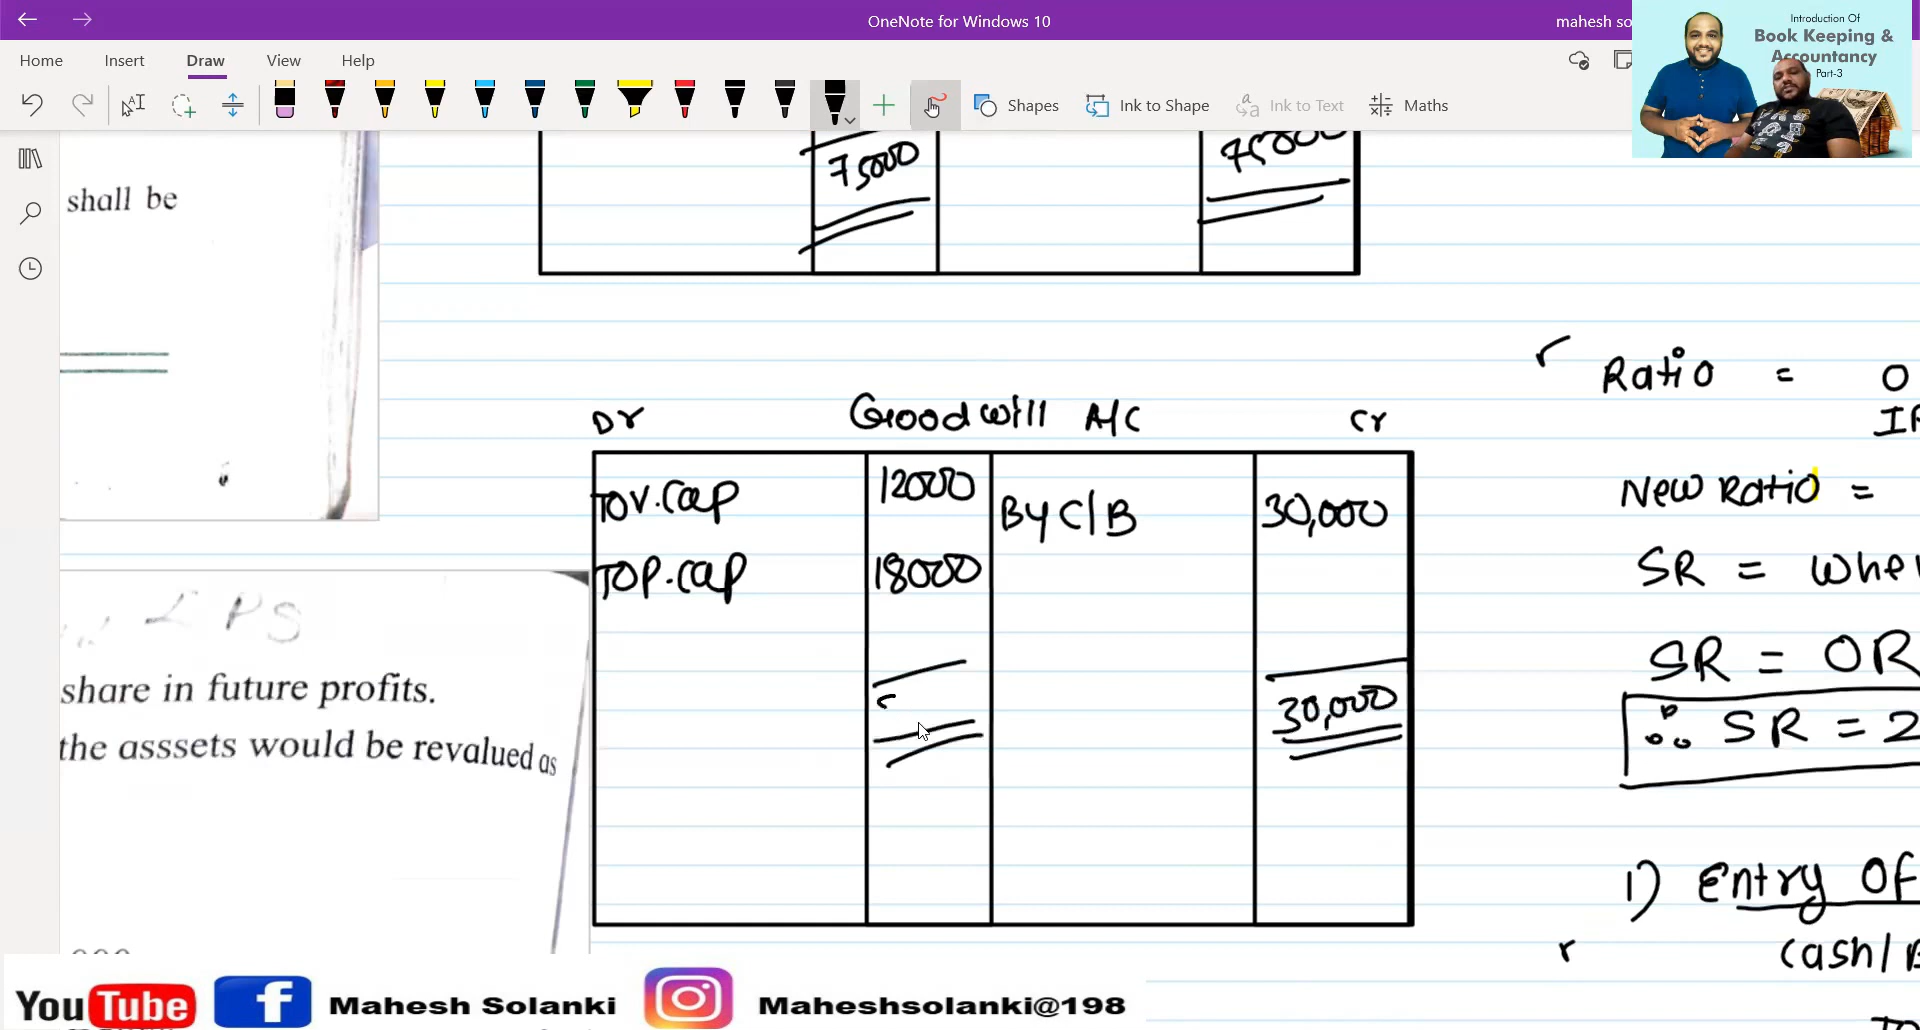 OneNote for Windows 10
mahesh so
Home Insert Draw View Help
Shapes Ink to Shape Ink to Text Maths
Introduction Of
Book Keeping &
Accountancy
Part-3
shall be
75000 75000
Ratio = O
Dr Goodwill A/C Cr
TO V.Cap 12000 By C/B 30,000
New Ratio =
TO P.Cap 18000
SR = When
SR = OR
30,000
∴ SR = 2
share in future profits.
the asssets would be revalued as
1) Entry Of
Cash/B
YouTube f Mahesh Solanki Maheshsolanki@198